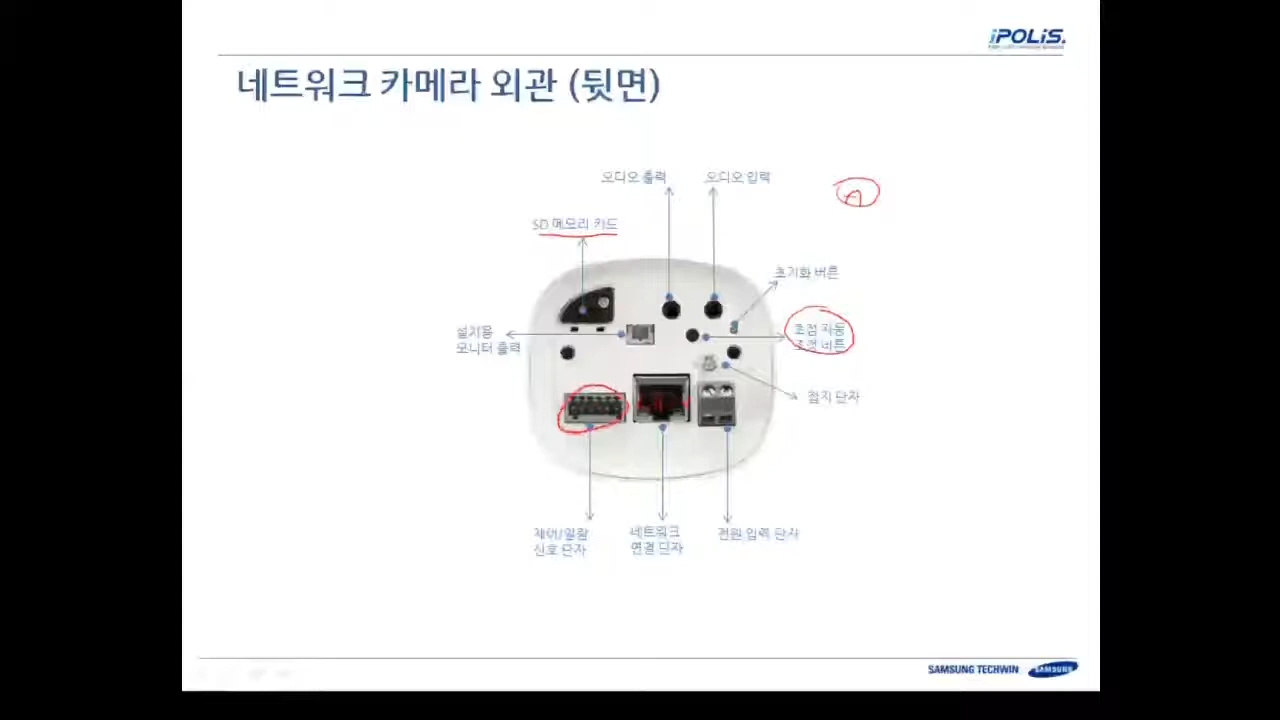 iPOLiS.
네트워크 카메라 외관 (뒷면)
오디오 출력
오디오 입력
A
SD 메모리 카드
초기화 버튼
설치용
모니터 출력
초점 자동
조정 버튼
접지 단자
제어/알람
신호 단자
네트워크
연결 단자
전원 입력 단자
SAMSUNG TECHWIN
SAMSUNG